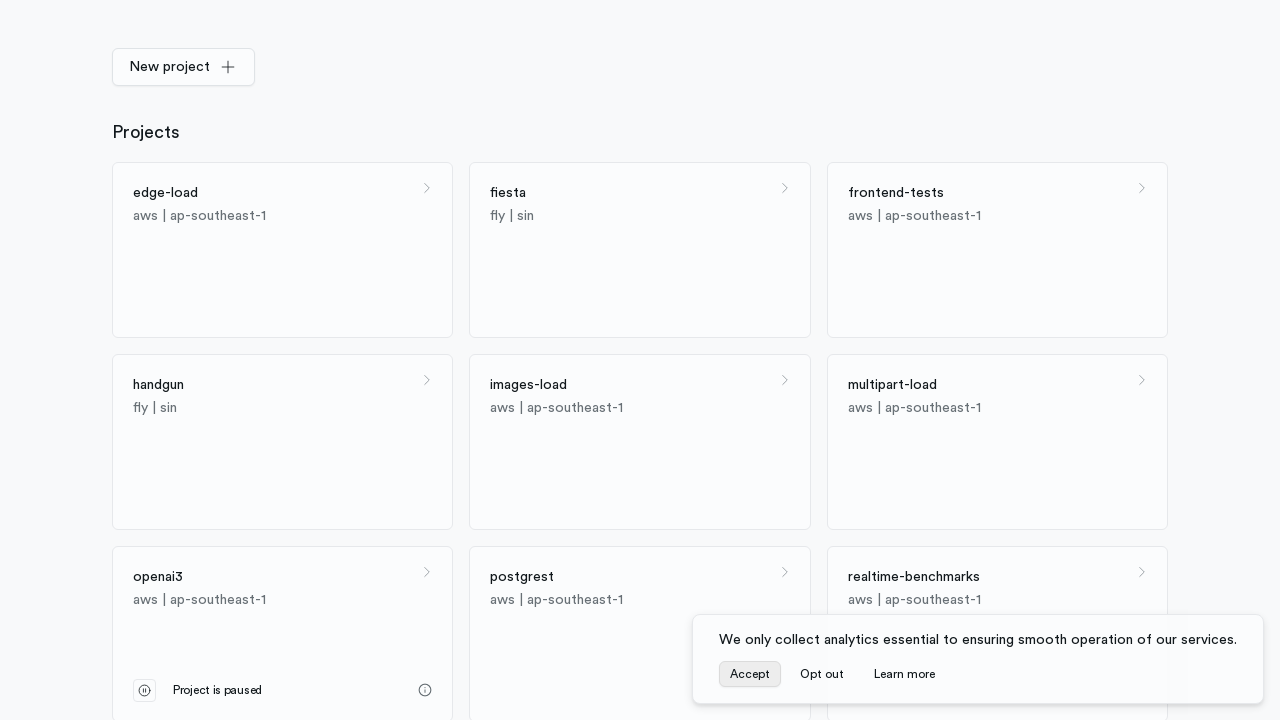 New project
Projects
edge-load
aws | ap-southeast-1
fiesta
fly | sin
frontend-tests
aws | ap-southeast-1
handgun
fly | sin
images-load
aws | ap-southeast-1
multipart-load
aws | ap-southeast-1
openai3
aws | ap-southeast-1
Project is paused
postgrest
aws | ap-southeast-1
realtime-benchmarks
aws | ap-southeast-1
We only collect analytics essential to ensuring smooth operation of our services.
Accept Opt out Learn more